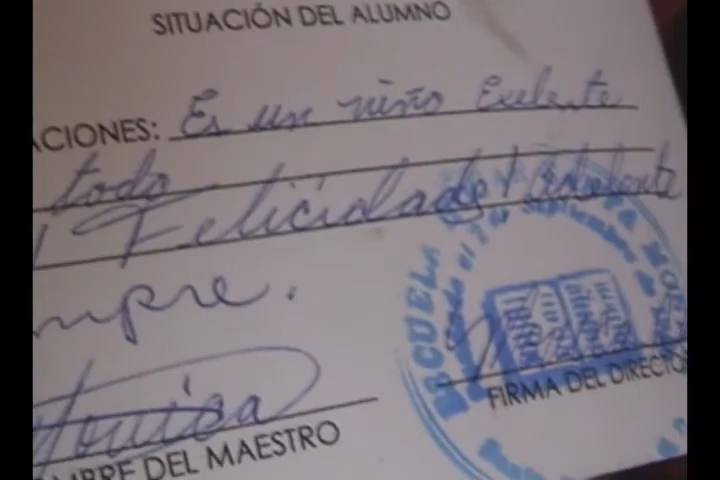 SITUACIÓN DEL ALUMNO
ACIONES: Es un niño Exelente
todo
Felicidades! Adelante
mpre.
MBRE DEL MAESTRO
FIRMA DEL DIRECTO
ESCUELA